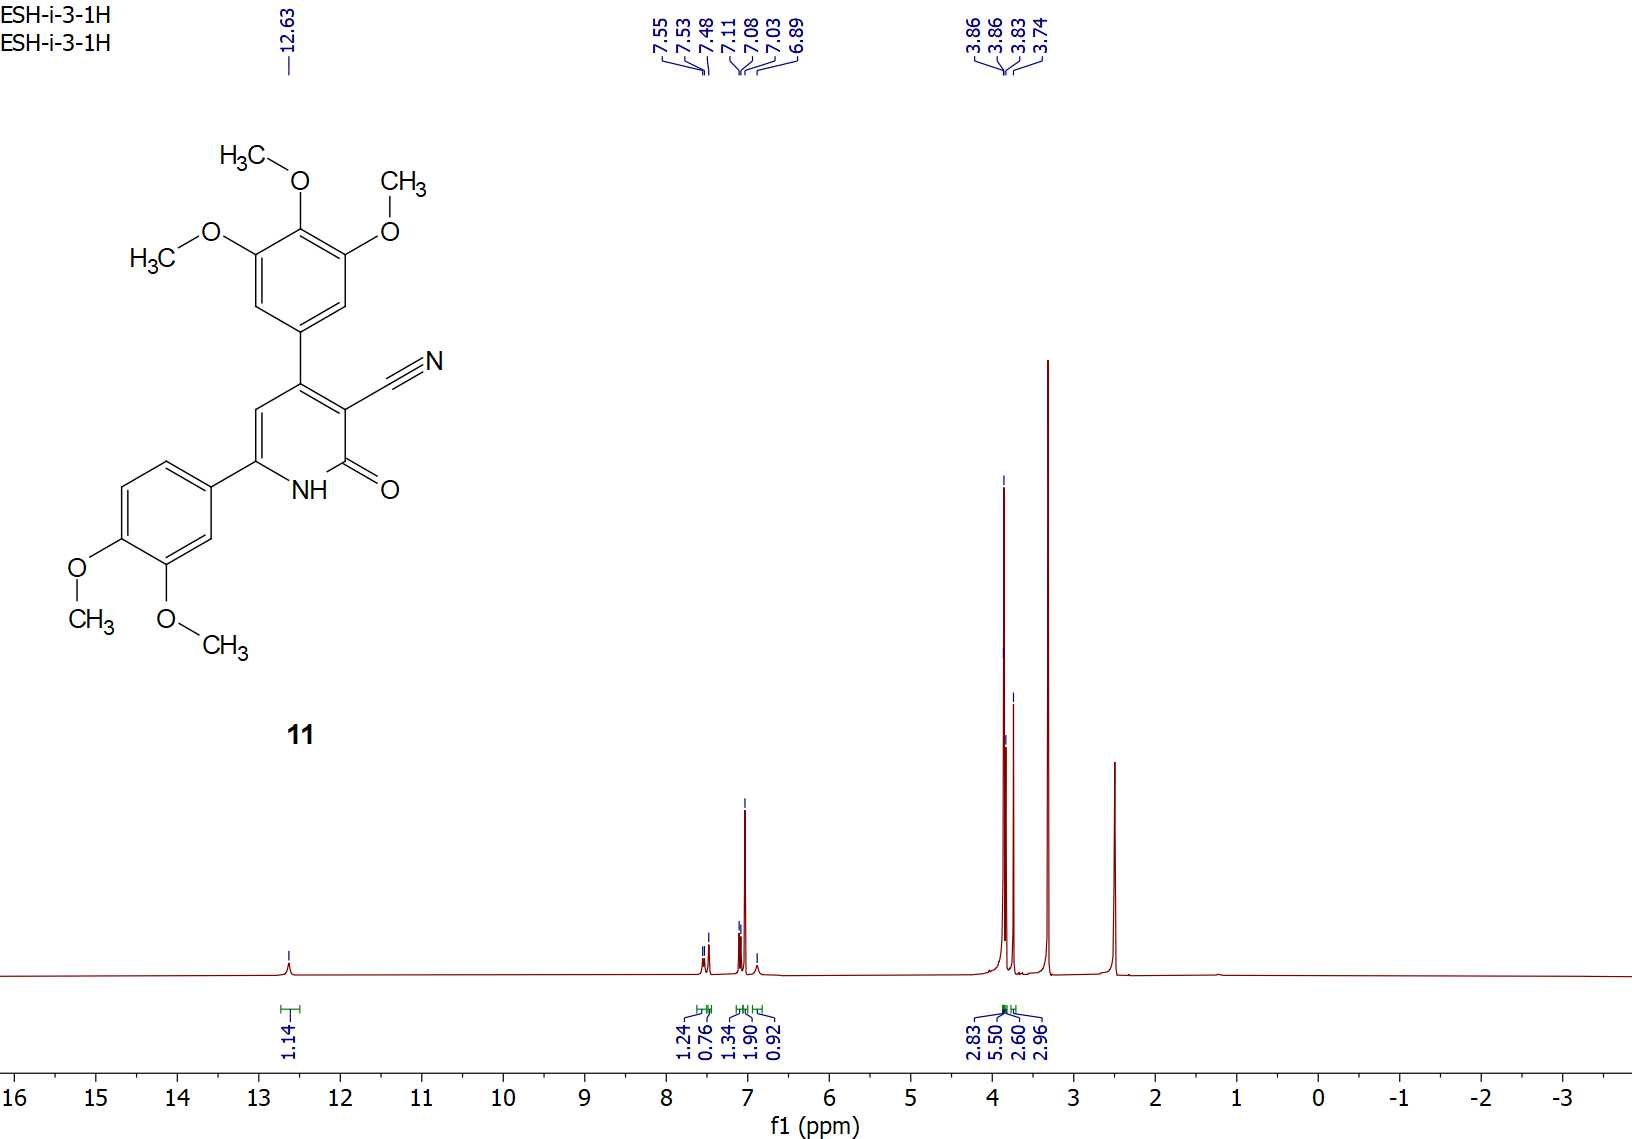 ESH-i-3-1H
ESH-i-3-1H
12.63
7.55
7.53
7.48
7.11
7.08
7.03
6.89
3.86
3.86
3.83
3.74
H3C
O
CH3
O
O
H3C
N
NH
O
O
CH3
O
CH3
11
1.14
1.24
0.76
1.34
1.90
0.92
2.83
5.50
2.60
2.96
16 15 14 13 12 11 10 9 8 7 6 5 4 3 2 1 0 -1 -2 -3
f1 (ppm)